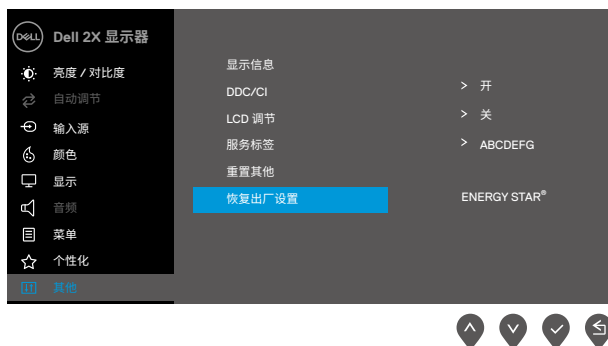 DELL Dell 2X 显示器
亮度 / 对比度
自动调节
输入源
颜色
显示
音频
菜单
个性化
其他
显示信息
DDC/CI > 开
LCD 调节 > 关
服务标签 > ABCDEFG
重置其他
恢复出厂设置 ENERGY STAR®